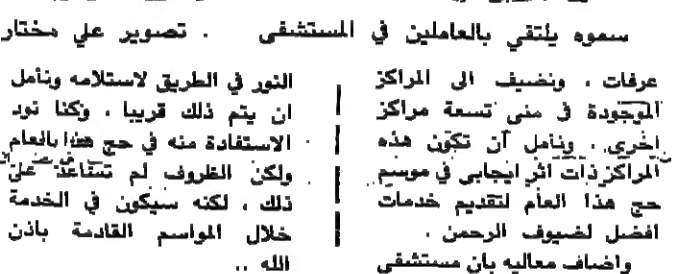 سموه يلتقي بالعاملين في المستشفى . تصوير علي مختار
عرفات ، ونضيف الى المراكز
الموجودة في منى تسعة مراكز
اخرى . ونأمل أن تكون هذه
المراكز ذات اثر ايجابي في موسم
حج هذا العام لتقديم خدمات
افضل لضيوف الرحمن .
واضاف معاليه بان مستشفى
النور في الطريق لاستلامه ونأمل
ان يتم ذلك قريبا ، وكنا نود
الاستفادة منه في حج هذا العام
ولكن الظروف لم تساعد على
ذلك ، لكنه سيكون في الخدمة
خلال المواسم القادمة باذن
الله ..